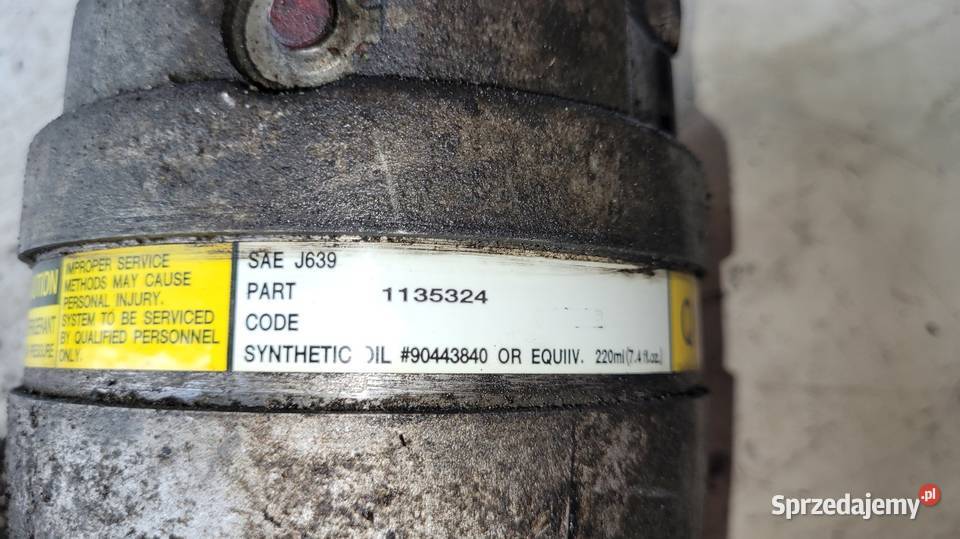 IMPROPER SERVICE
METHODS MAY CAUSE
PERSONAL INJURY.
SYSTEM TO BE SERVICED
BY QUALIFIED PERSONNEL
ONLY.
SAE J639
PART 1135324
CODE
SYNTHETIC OIL #90443840 OR EQUIIV. 220ml(7.4 fl.oz.)
Sprzedajemy.pl